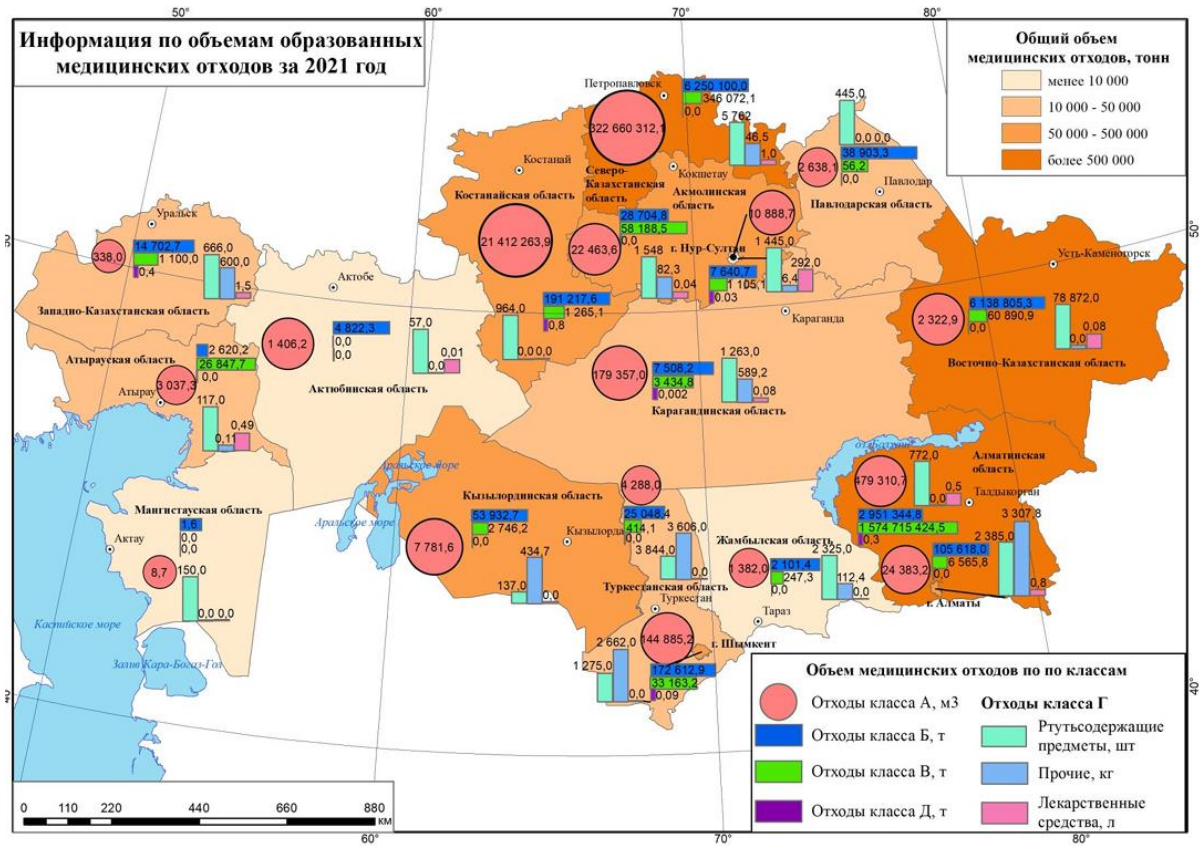 50°
60°
70°
80°
Информация по объемам образованных
медицинских отходов за 2021 год
Общий объем
медицинских отходов, тонн
менее 10 000
10 000 - 50 000
50 000 - 500 000
более 500 000
Петропавловск
6 250 100,0
346 072,1
0,0
322 660 312,1
5 762
46,5
1,0
Северо-
Казахстанская
область
Кокшетау
445,0
0,0
0,0
38 903,3
56,2
0,0
2 638,1
Павлодар
Павлодарская область
Костанай
Костанайская область
21 412 263,9
191 217,6
1 265,1
0,8
964,0
0,0
0,0
Акмолинская
область
28 704,8
58 188,5
0,0
22 463,6
1 548
82,3
0,04
10 888,7
г. Нур-Султан
7 640,7
1 105,1
0,03
1 445,0
6,4
292,0
Уральск
338,0
14 702,7
1 100,0
0,4
666,0
600,0
1,5
Западно-Казахстанская область
Актобе
1 406,2
4 822,3
0,0
0,0
57,0
0,0
0,01
Актюбинская область
Атырауская область
2 620,2
26 847,7
0,0
3 037,3
Атырау
117,0
0,11
0,49
Караганда
179 357,0
7 508,2
3 434,8
0,002
1 263,0
589,2
0,08
Карагандинская область
Усть-Каменогорск
2 322,9
6 138 805,3
60 890,9
0,0
78 872,0
0,0
0,08
Восточно-Казахстанская область
Мангистауская область
1,6
0,0
0,0
Актау
8,7
150,0
0,0
0,0
Каспийское море
Залив Кара-Богаз-Гол
Аральское море
Аральское море
Кызылординская область
7 781,6
53 932,7
2 746,2
0,0
Кызылорда
137,0
434,7
0,0
4 288,0
25 048,4
414,1
0,0
3 844,0
3 606,0
0,0
Туркестанская область
Туркестан
144 885,2
г. Шымкент
172 612,9
33 163,2
0,09
1 275,0
2 662,0
0,0
Жамбылская область
1 382,0
2 101,4
247,3
0,0
2 325,0
112,4
0,0
Тараз
Алматинская
область
Талдыкорган
479 310,7
772,0
0,0
0,5
2 951 344,8
1 574 715 424,5
0,3
105 618,0
6 565,8
0,0
24 383,2
г. Алматы
2 385,0
3 307,8
0,8
Объем медицинских отходов по по классам
Отходы класса А, м3
Отходы класса Б, т
Отходы класса В, т
Отходы класса Д, т
Отходы класса Г
Ртутьсодержащие
предметы, шт
Прочие, кг
Лекарственные
средства, л
0 110 220 440 660 880
км
40°
60°
70°
80°